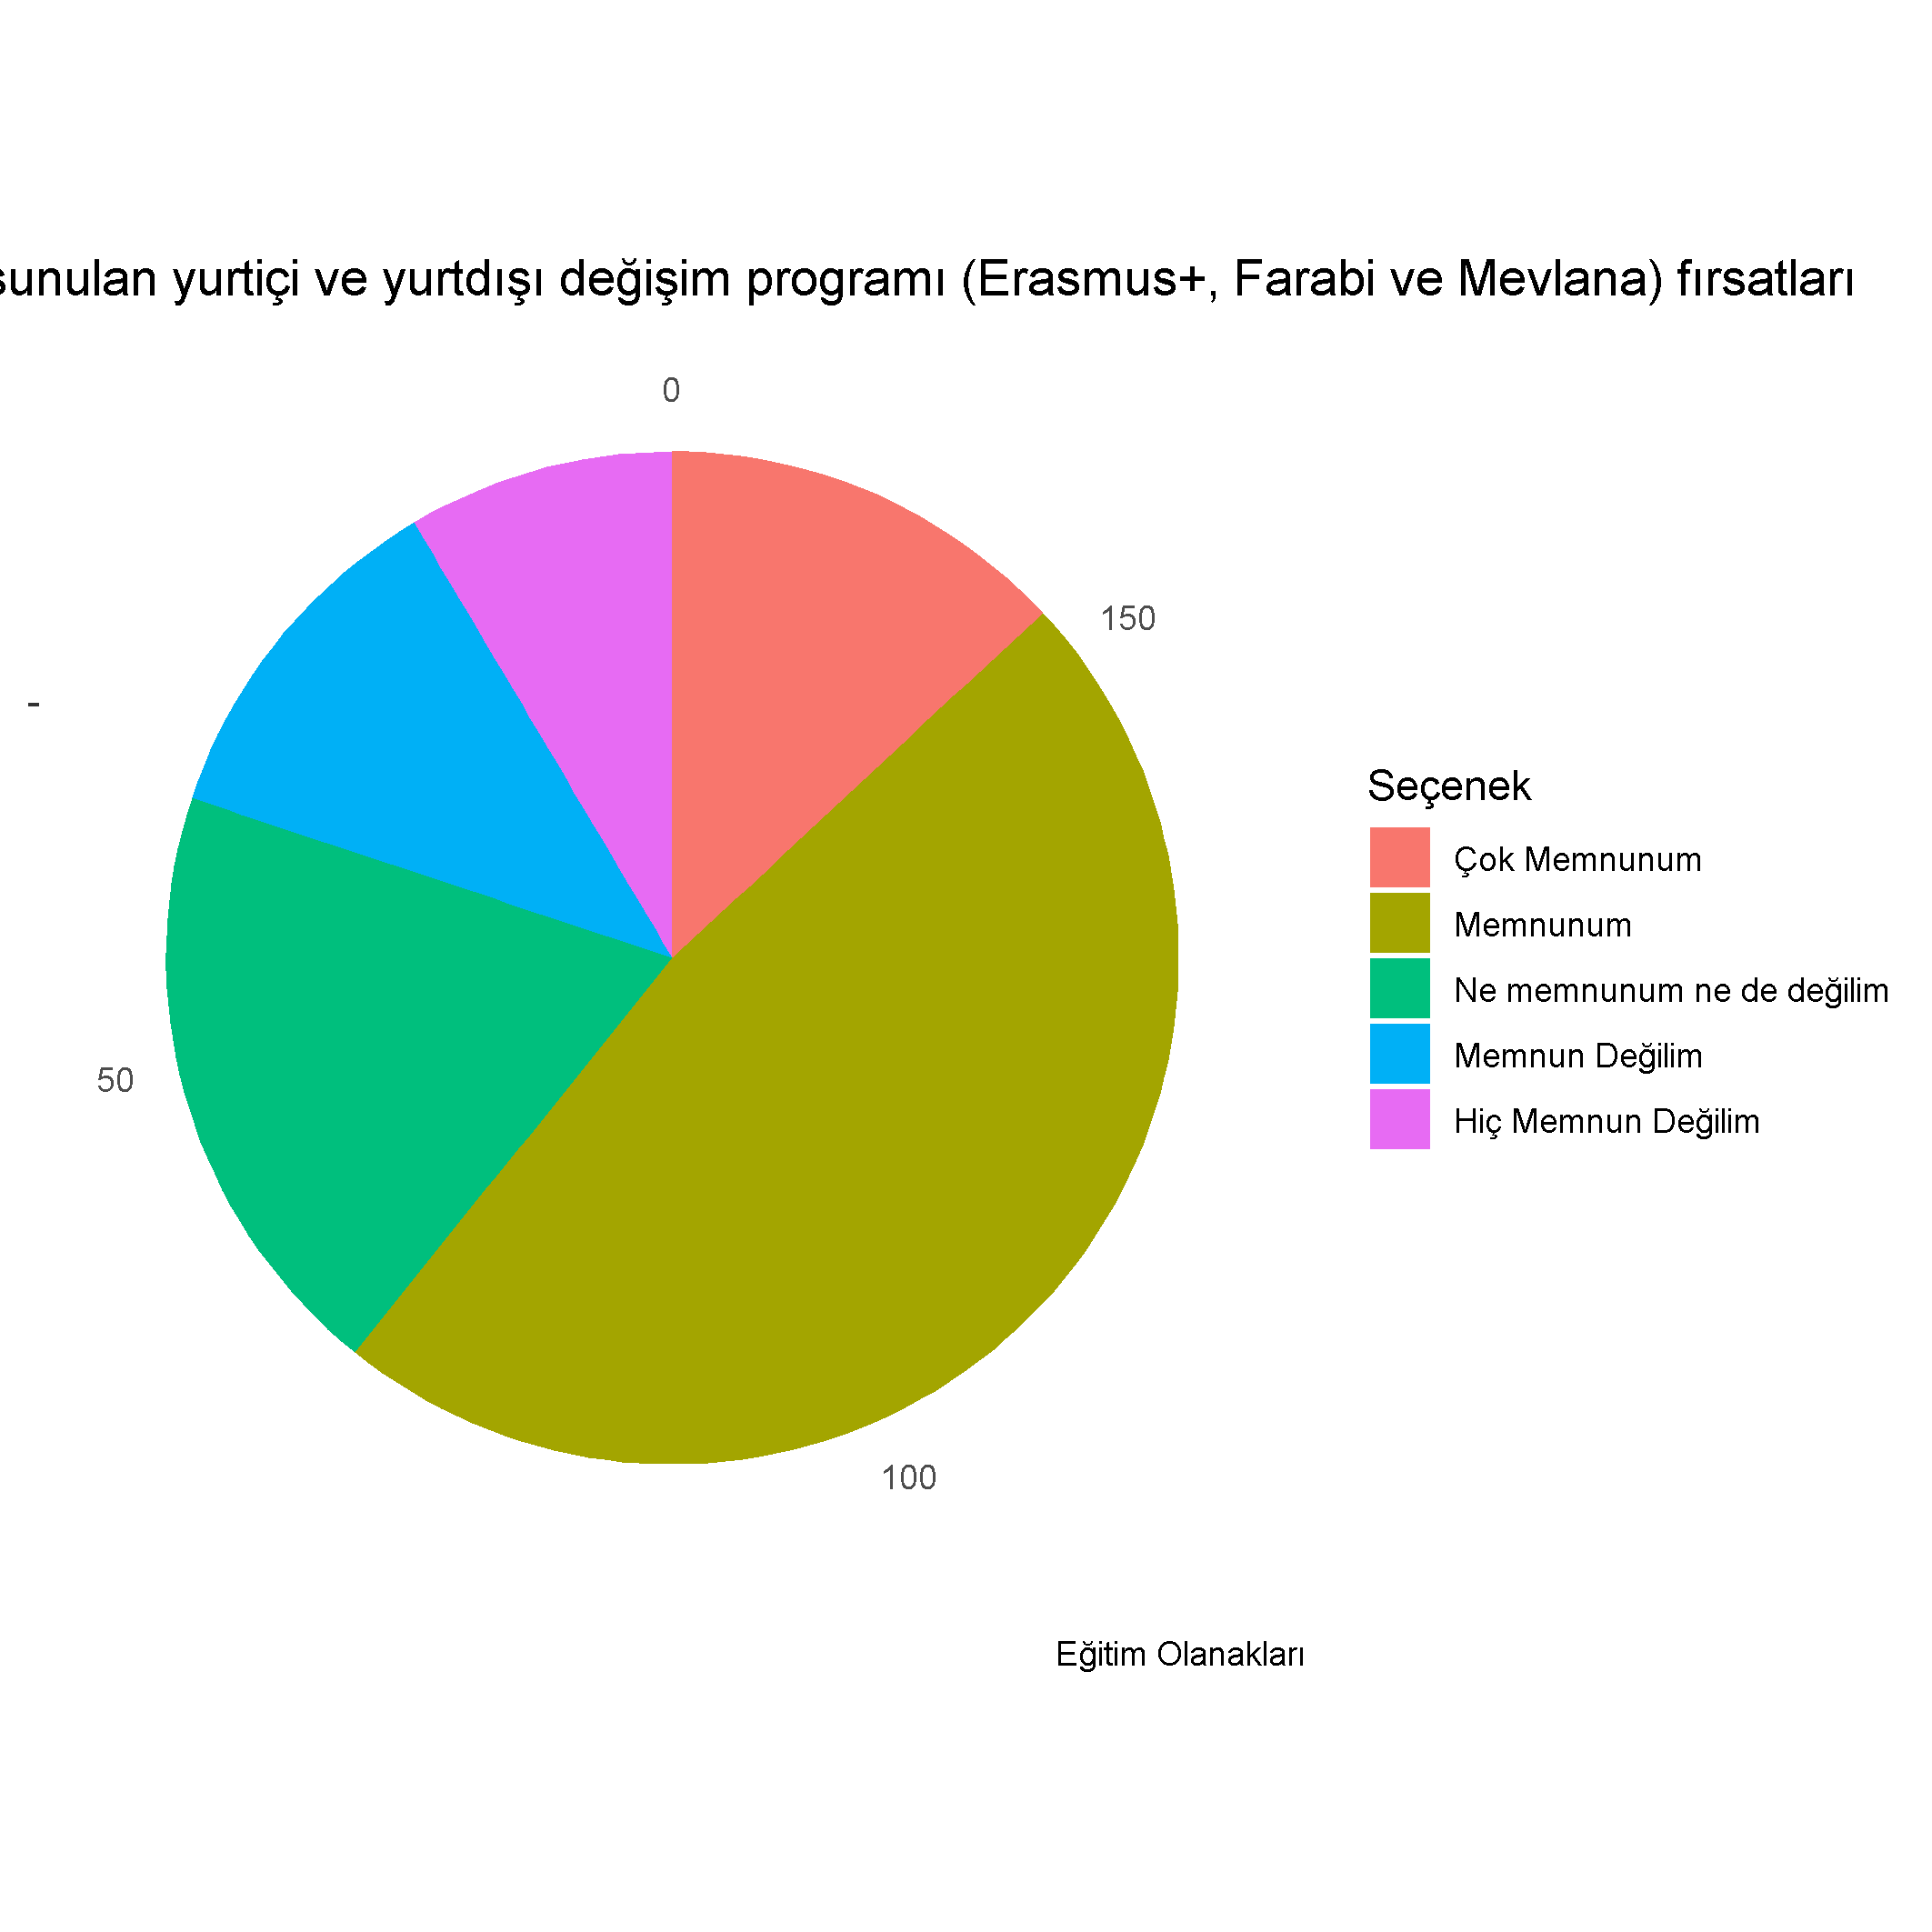 sunulan yurtiçi ve yurtdışı değişim programı (Erasmus+, Farabi ve Mevlana) fırsatları
0
150
-
Seçenek
Çok Memnunum
Memnunum
Ne memnunum ne de değilim
Memnun Değilim
Hiç Memnun Değilim
50
100
Eğitim Olanakları